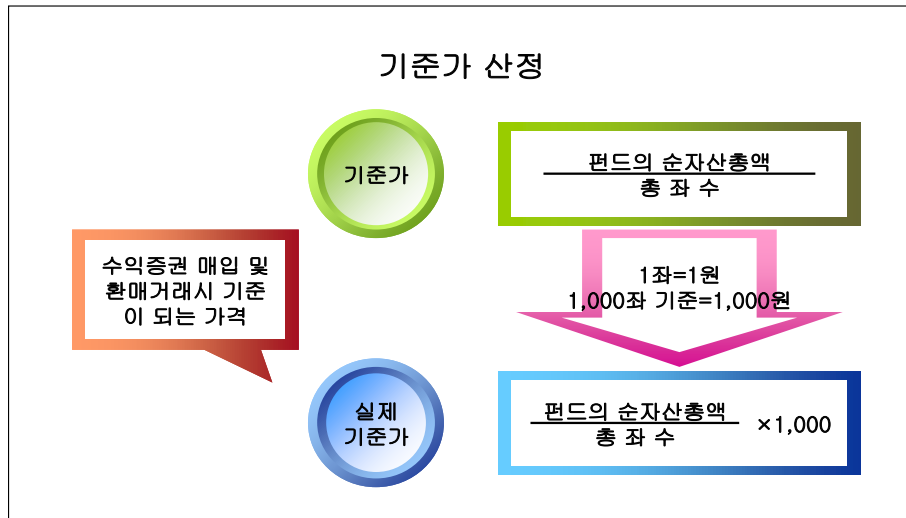 기준가 산정
기준가
펀드의 순자산총액
총 좌 수
수익증권 매입 및
환매거래시 기준
이 되는 가격
1좌=1원
1,000좌 기준=1,000원
실제
기준가
펀드의 순자산총액
총 좌 수
×1,000